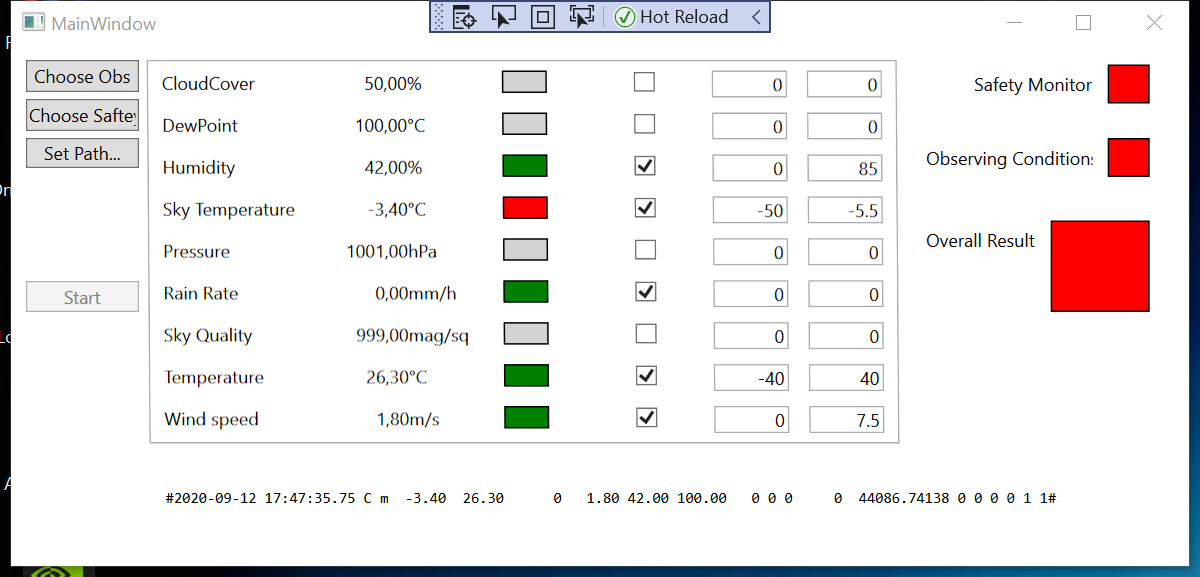 MainWindow
Hot Reload
Choose Obs
Choose Saftey
Set Path...
Start
CloudCover 50,00% 0 0
DewPoint 100,00°C 0 0
Humidity 42,00% 0 85
Sky Temperature -3,40°C -50 -5.5
Pressure 1001,00hPa 0 0
Rain Rate 0,00mm/h 0 0
Sky Quality 999,00mag/sq 0 0
Temperature 26,30°C -40 40
Wind speed 1,80m/s 0 7.5
Safety Monitor
Observing Conditions
Overall Result
#2020-09-12 17:47:35.75 C m -3.40 26.30 0 1.80 42.00 100.00 0 0 0 0 44086.74138 0 0 0 0 1 1#